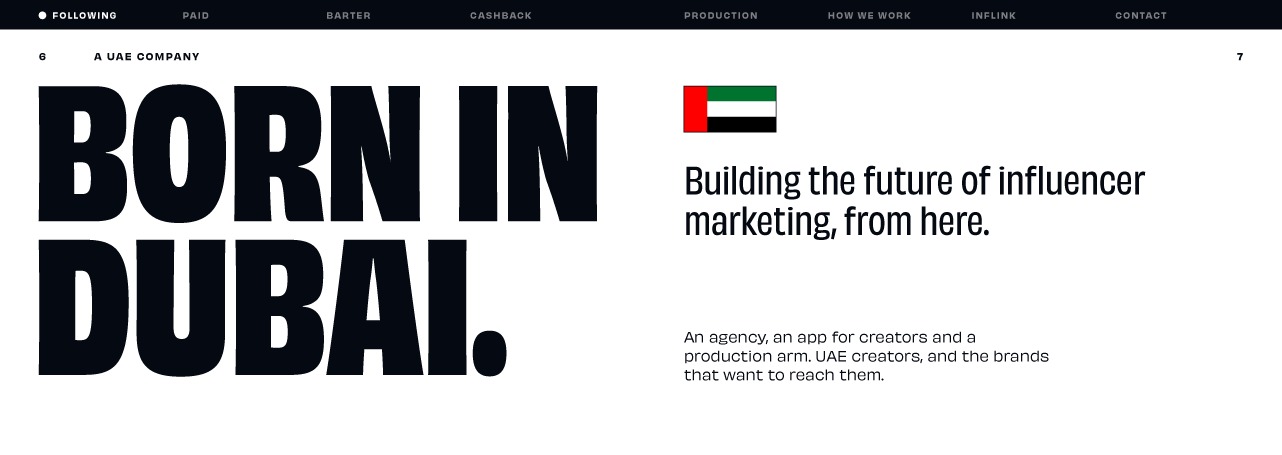 FOLLOWING PAID BARTER CASHBACK PRODUCTION HOW WE WORK INFLINK CONTACT
6 A UAE COMPANY 7
BORN IN
DUBAI.
Building the future of influencer
marketing, from here.
An agency, an app for creators and a
production arm. UAE creators, and the brands
that want to reach them.